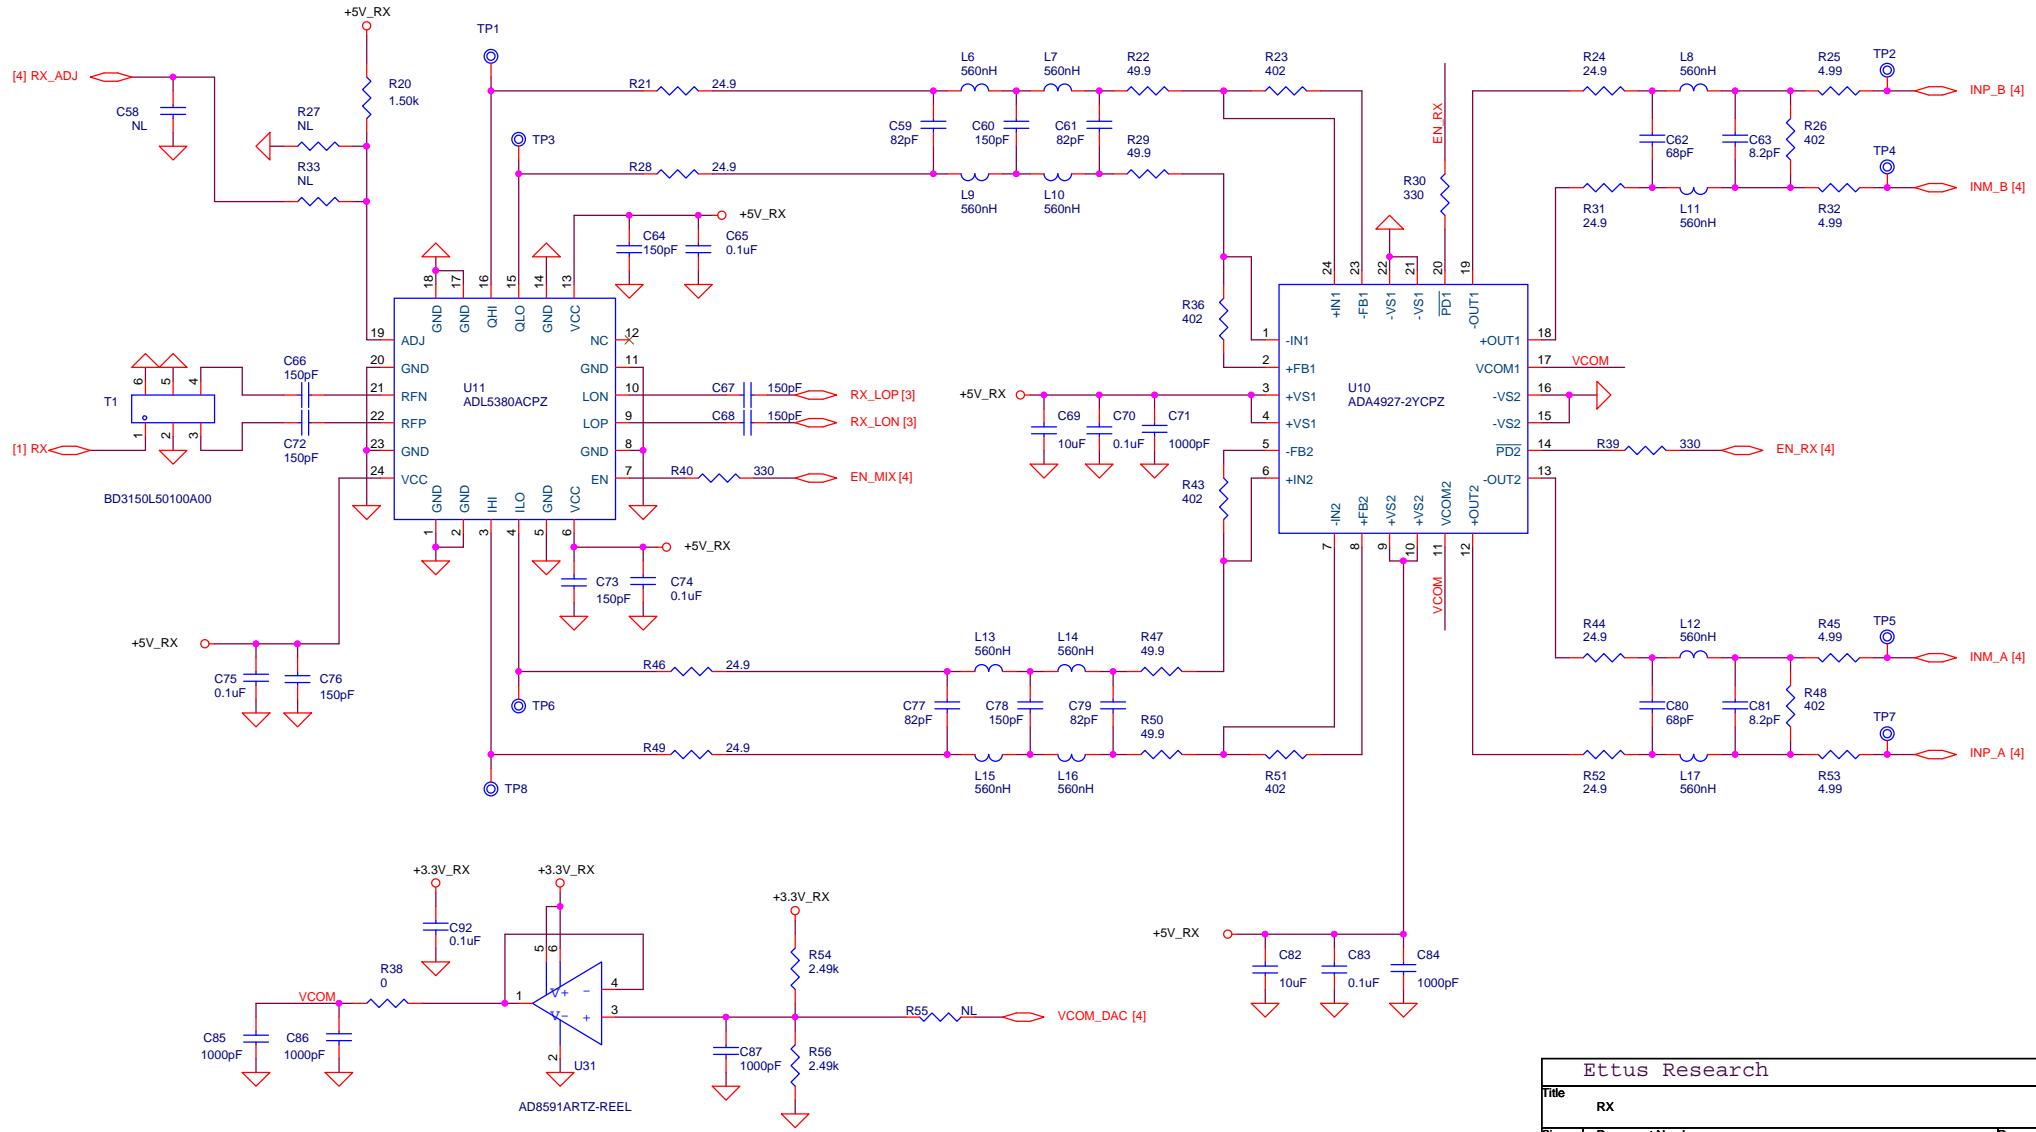 +5V_RX
TP1
[4] RX_ADJ
R20
1.50k
C58
NL
R27
NL
R33
NL
R21
24.9
TP3
R28
24.9
C59
82pF
L6
560nH
C60
150pF
L7
560nH
C61
82pF
R22
49.9
R29
49.9
R23
402
L9
560nH
L10
560nH
EN_RX
R30
330
R24
24.9
L8
560nH
R25
4.99
TP2
INP_B [4]
C62
68pF
C63
8.2pF
R26
402
TP4
INM_B [4]
R31
24.9
L11
560nH
R32
4.99
+5V_RX
C64
150pF
C65
0.1uF
18
17
16
15
14
13
GND
GND
QHI
QLO
GND
VCC
19
ADJ
20
GND
21
RFN
22
RFP
23
GND
24
VCC
U11
ADL5380ACPZ
NC
12
GND
11
LON
10
LOP
9
GND
8
EN
7
GND
GND
IHI
ILO
GND
VCC
1
2
3
4
5
6
T1
6
5
4
1
2
3
[1] RX
BD3150L50100A00
C66
150pF
C72
150pF
C67
150pF
RX_LOP [3]
C68
150pF
RX_LON [3]
R40
330
EN_MIX [4]
+5V_RX
C73
150pF
C74
0.1uF
+5V_RX
C75
0.1uF
C76
150pF
R36
402
R43
402
+5V_RX
C69
10uF
C70
0.1uF
C71
1000pF
24
23
22
21
20
19
+IN1
-FB1
-VS1
-VS1
PD1
-OUT1
1
-IN1
2
+FB1
3
+VS1
4
+VS1
5
-FB2
6
+IN2
U10
ADA4927-2YCPZ
+OUT1
18
VCOM1
17
VCOM
-VS2
16
-VS2
15
PD2
14
R39
330
EN_RX [4]
-OUT2
13
-IN2
+FB2
+VS2
+VS2
VCOM2
+OUT2
7
8
9
10
11
12
VCOM
R46
24.9
TP6
R49
24.9
TP8
L13
560nH
L14
560nH
R47
49.9
C77
82pF
C78
150pF
C79
82pF
R50
49.9
L15
560nH
L16
560nH
R51
402
R44
24.9
L12
560nH
R45
4.99
TP5
INM_A [4]
C80
68pF
C81
8.2pF
R48
402
TP7
INP_A [4]
R52
24.9
L17
560nH
R53
4.99
+3.3V_RX
C92
0.1uF
+3.3V_RX
5
6
V+
V-
-
+
1
4
3
2
U31
AD8591ARTZ-REEL
R38
0
VCOM
C85
1000pF
C86
1000pF
+3.3V_RX
R54
2.49k
R55
NL
VCOM_DAC [4]
C87
1000pF
R56
2.49k
+5V_RX
C82
10uF
C83
0.1uF
C84
1000pF
Ettus Research
Title
RX